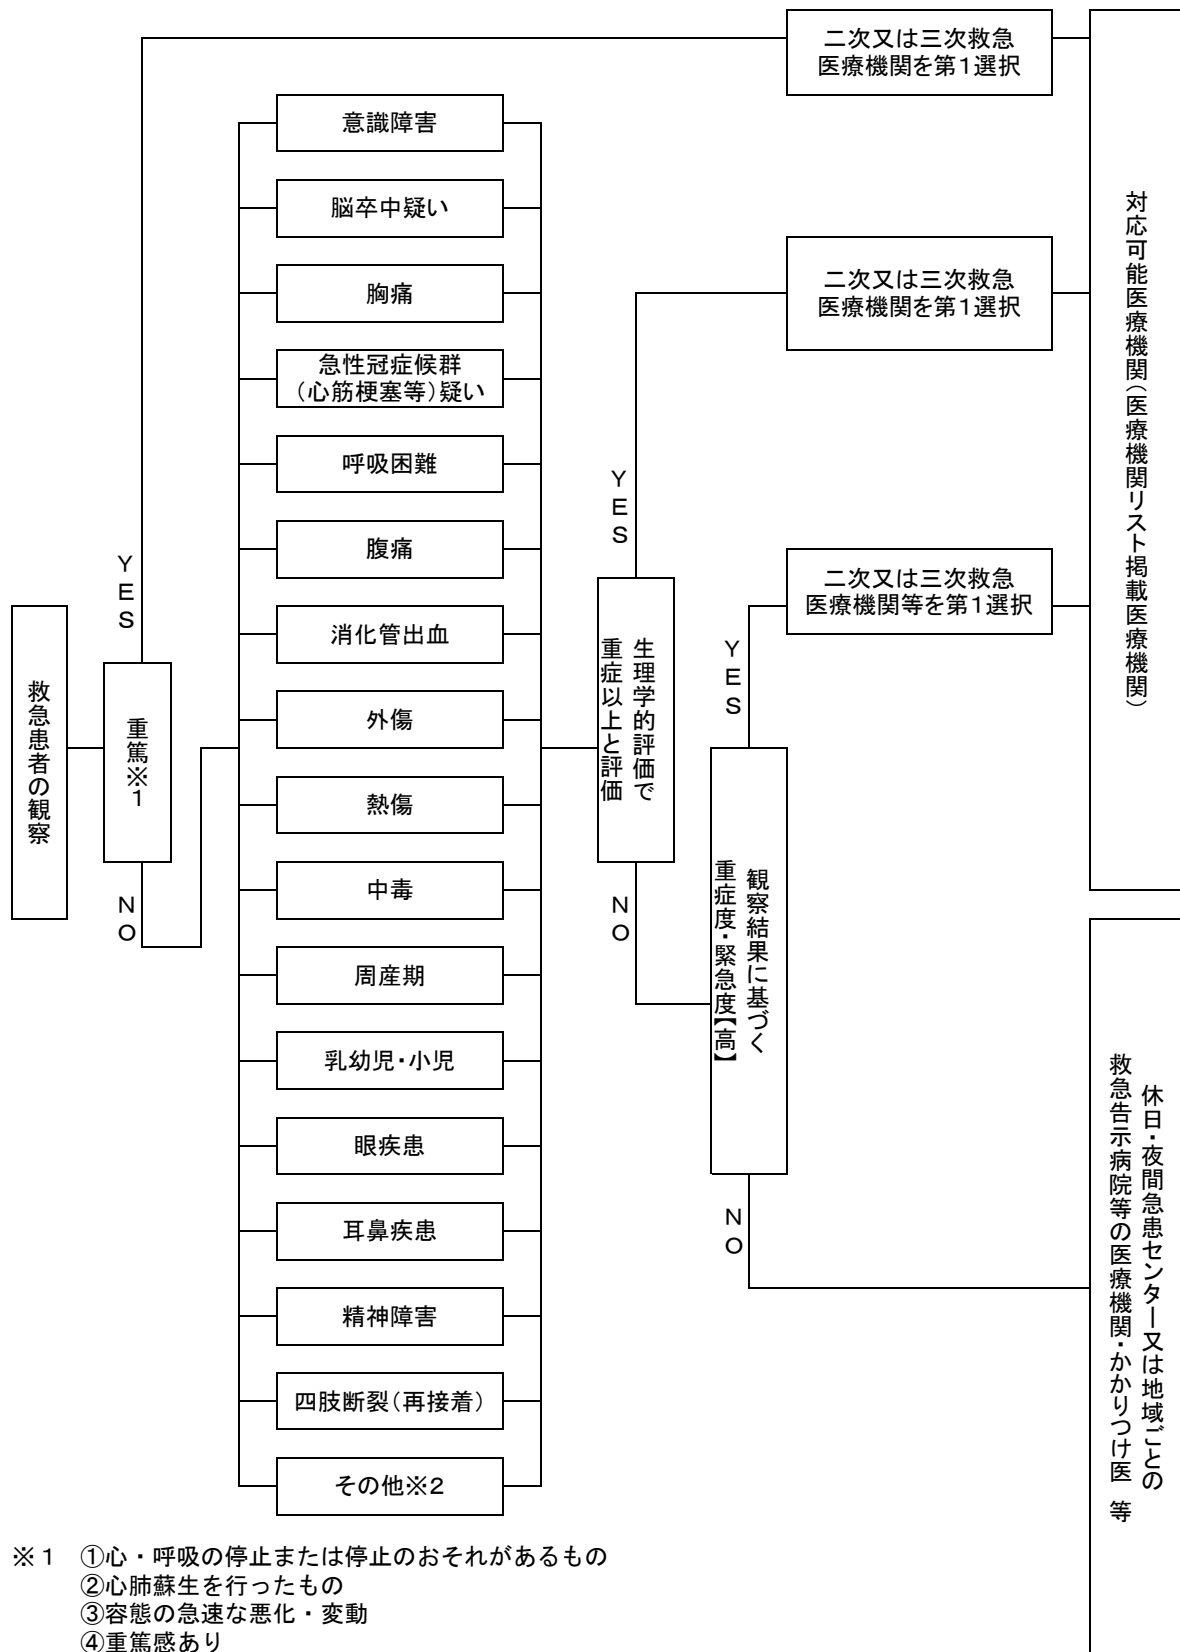 二次又は三次救急
医療機関を第1選択
意識障害
脳卒中疑い
胸痛
急性冠症候群
（心筋梗塞等）疑い
呼吸困難
腹痛
消化管出血
外傷
熱傷
中毒
周産期
乳幼児・小児
眼疾患
耳鼻疾患
精神障害
四肢断裂（再接着）
その他※2
救急患者の観察
重篤※1
YES
NO
生理学的評価で
重症以上と評価
YES
NO
二次又は三次救急
医療機関を第1選択
観察結果に基づく
重症度・緊急度【高】
YES
NO
二次又は三次救急
医療機関等を第1選択
対応可能医療機関（医療機関リスト掲載医療機関）
休日・夜間急患センター又は地域ごとの
救急告示病院等の医療機関・かかりつけ医 等
※1 ①心・呼吸の停止または停止のおそれがあるもの
②心肺蘇生を行ったもの
③容態の急速な悪化・変動
④重篤感あり